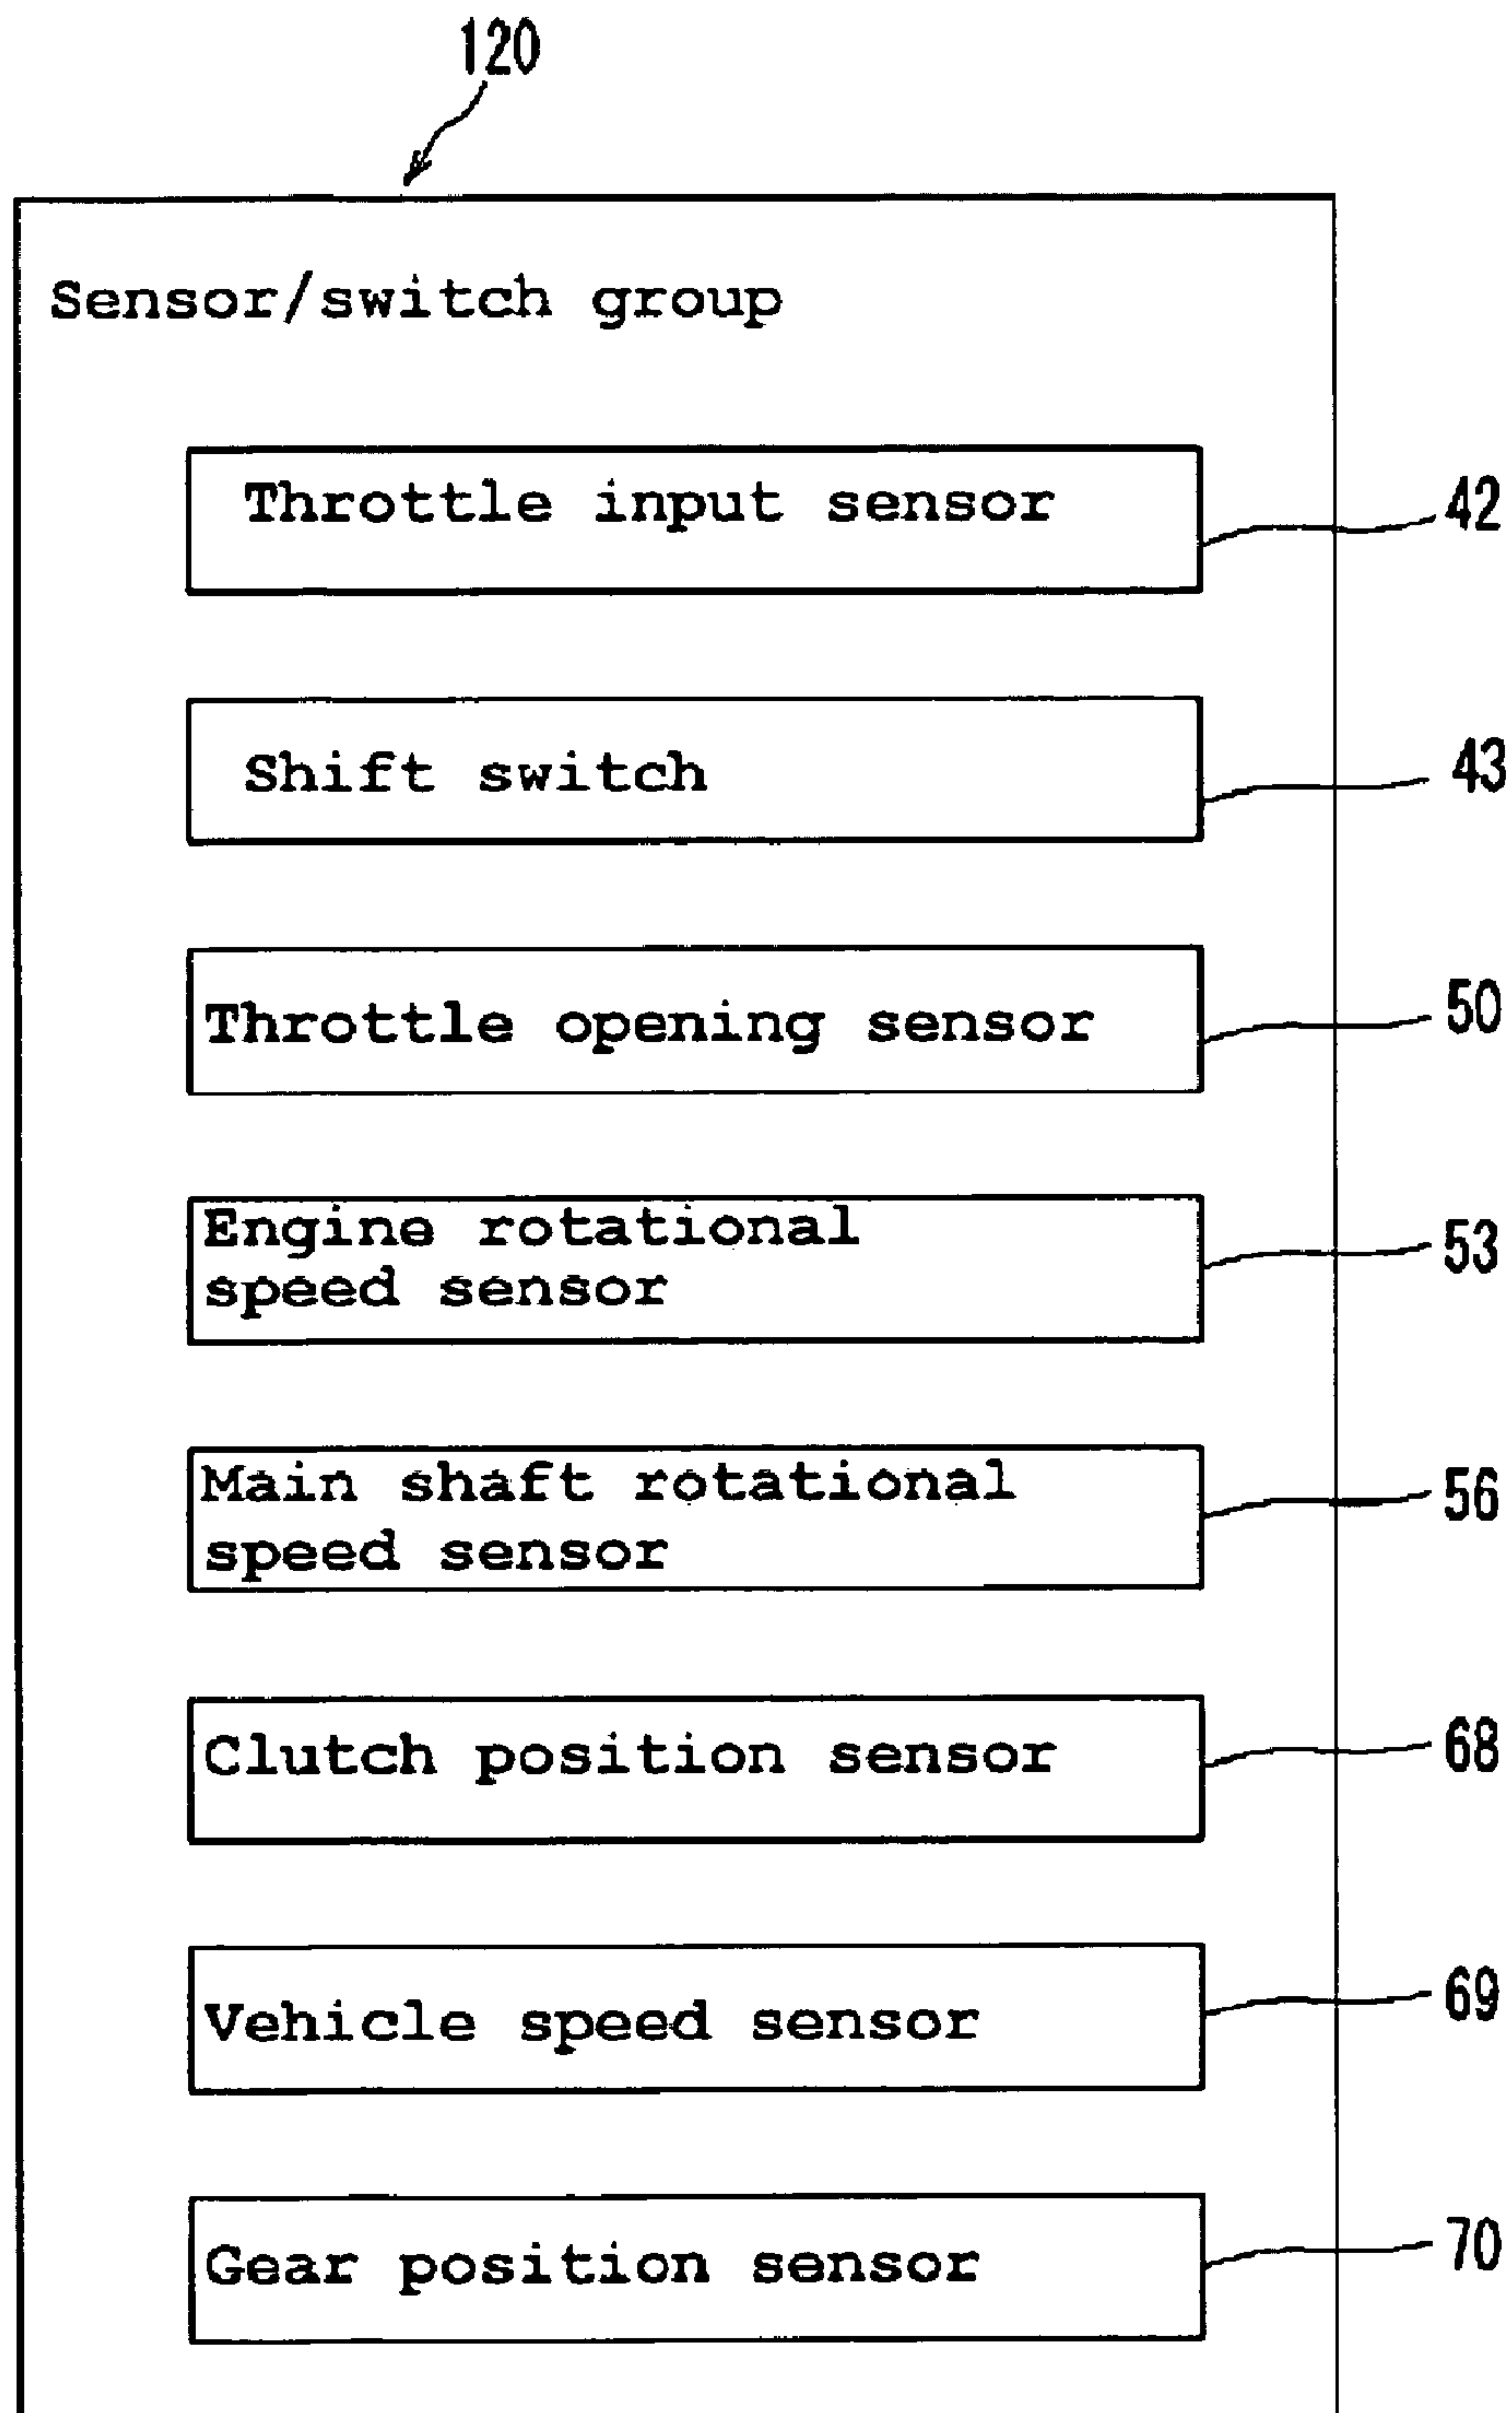 120
Sensor/switch group
Throttle input sensor
42
Shift switch
43
Throttle opening sensor
50
Engine rotational
speed sensor
53
Main shaft rotational
speed sensor
56
Clutch position sensor
68
Vehicle speed sensor
69
Gear position sensor
70